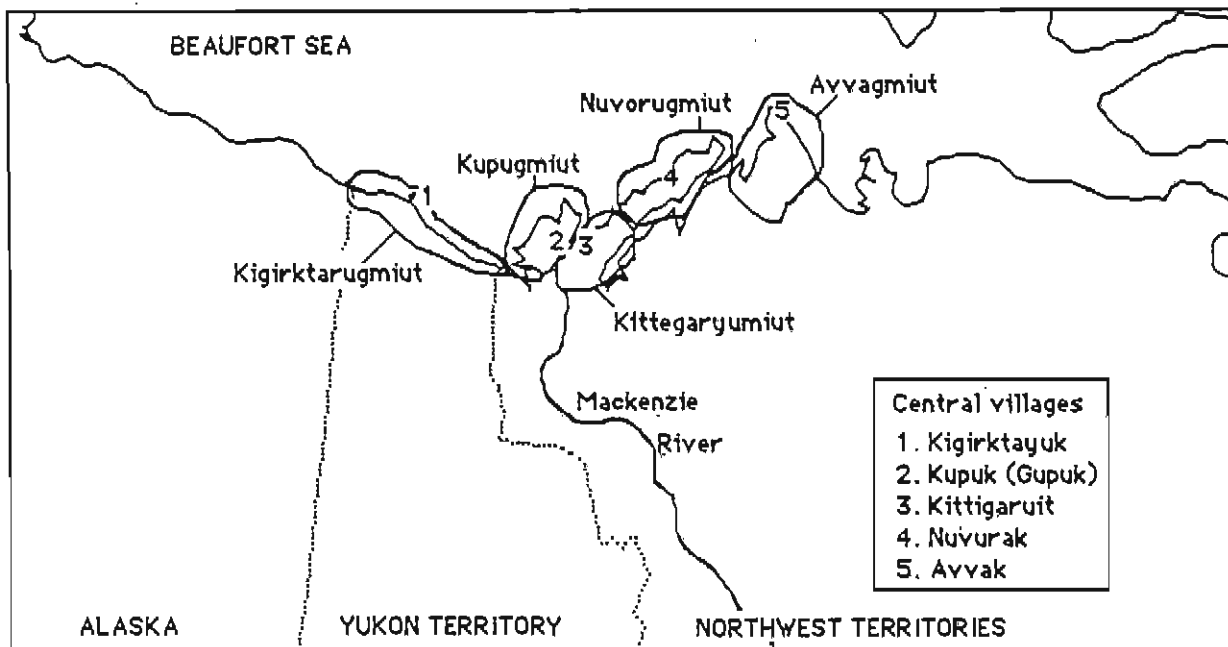 BEAUFORT SEA
Avvagmiut
Nuvorugmiut
5
Kupugmiut
4
1
2
3
Kigirktarugmiut
Kittegaryumiut
Mackenzie
River
Central villages
1. Kigirktayuk
2. Kupuk (Gupuk)
3. Kittigaruit
4. Nuvurak
5. Avvak
ALASKA
YUKON TERRITORY
NORTHWEST TERRITORIES